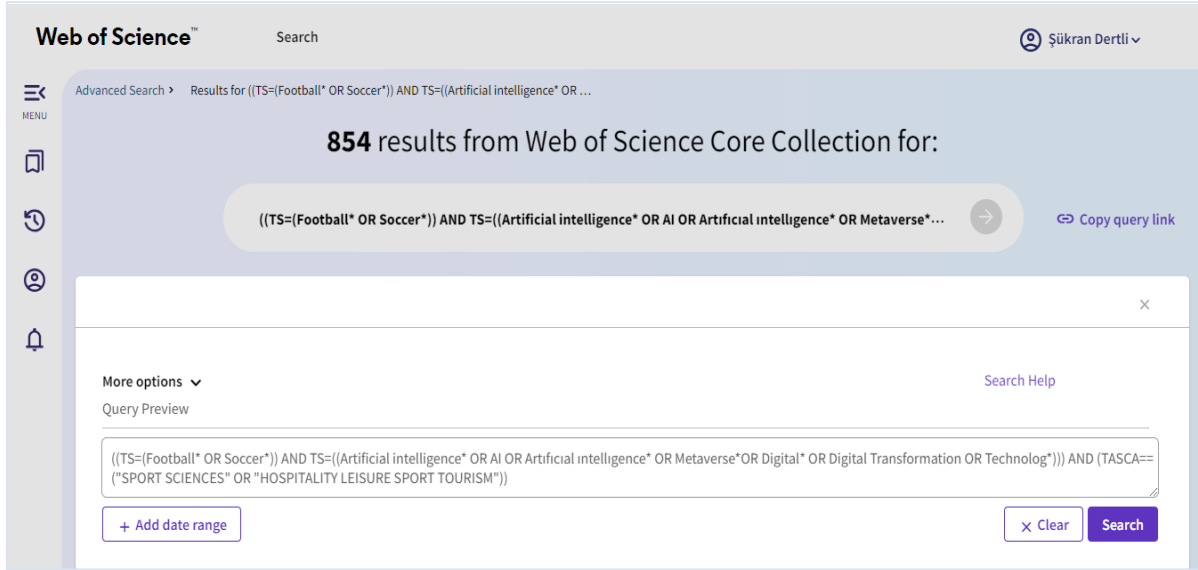 Web of Science™
Search
Şükran Dertli
MENU
Advanced Search > Results for ((TS=(Football* OR Soccer*)) AND TS=((Artificial intelligence* OR ...
854 results from Web of Science Core Collection for:
((TS=(Football* OR Soccer*)) AND TS=((Artificial intelligence* OR AI OR Artıfıcıal ıntellıgence* OR Metaverse*...
Copy query link
More options
Search Help
Query Preview
((TS=(Football* OR Soccer*)) AND TS=((Artificial intelligence* OR AI OR Artıfıcıal ıntellıgence* OR Metaverse*OR Digital* OR Digital Transformation OR Technolog*))) AND (TASCA==
("SPORT SCIENCES" OR "HOSPITALITY LEISURE SPORT TOURISM"))
+ Add date range
× Clear
Search